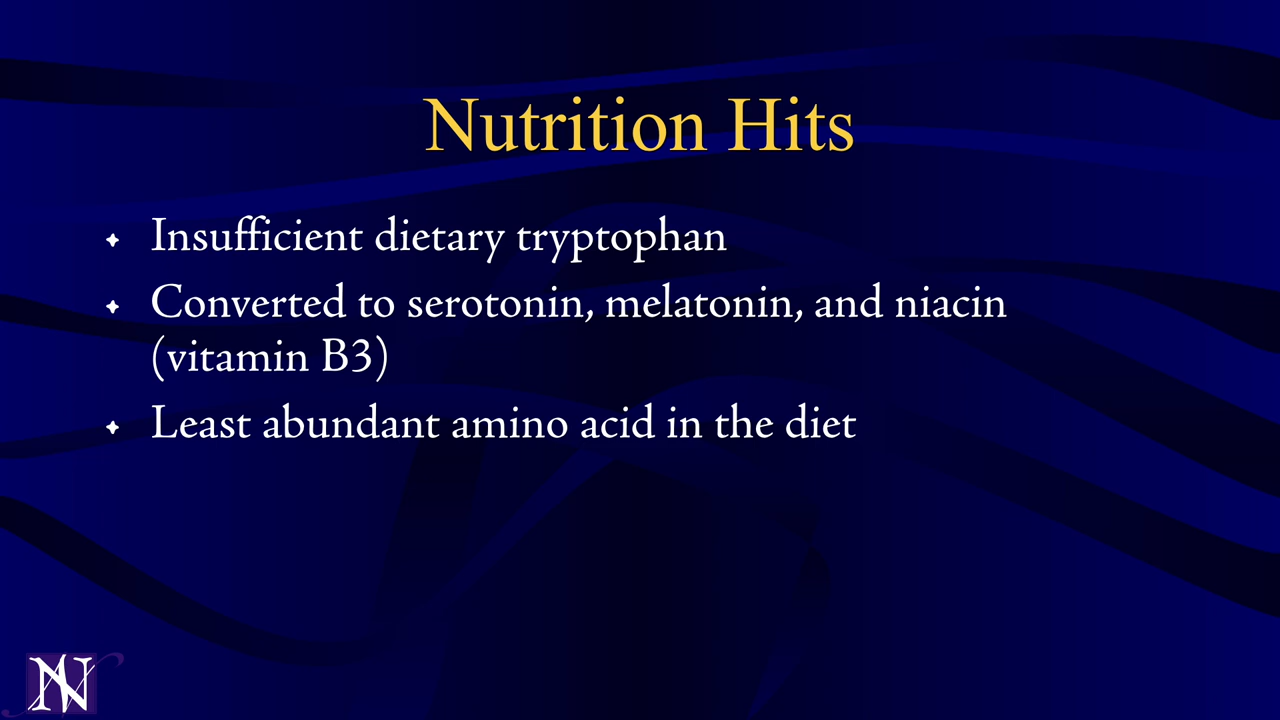 Nutrition Hits
Insufficient dietary tryptophan
Converted to serotonin, melatonin, and niacin
(vitamin B3)
Least abundant amino acid in the diet